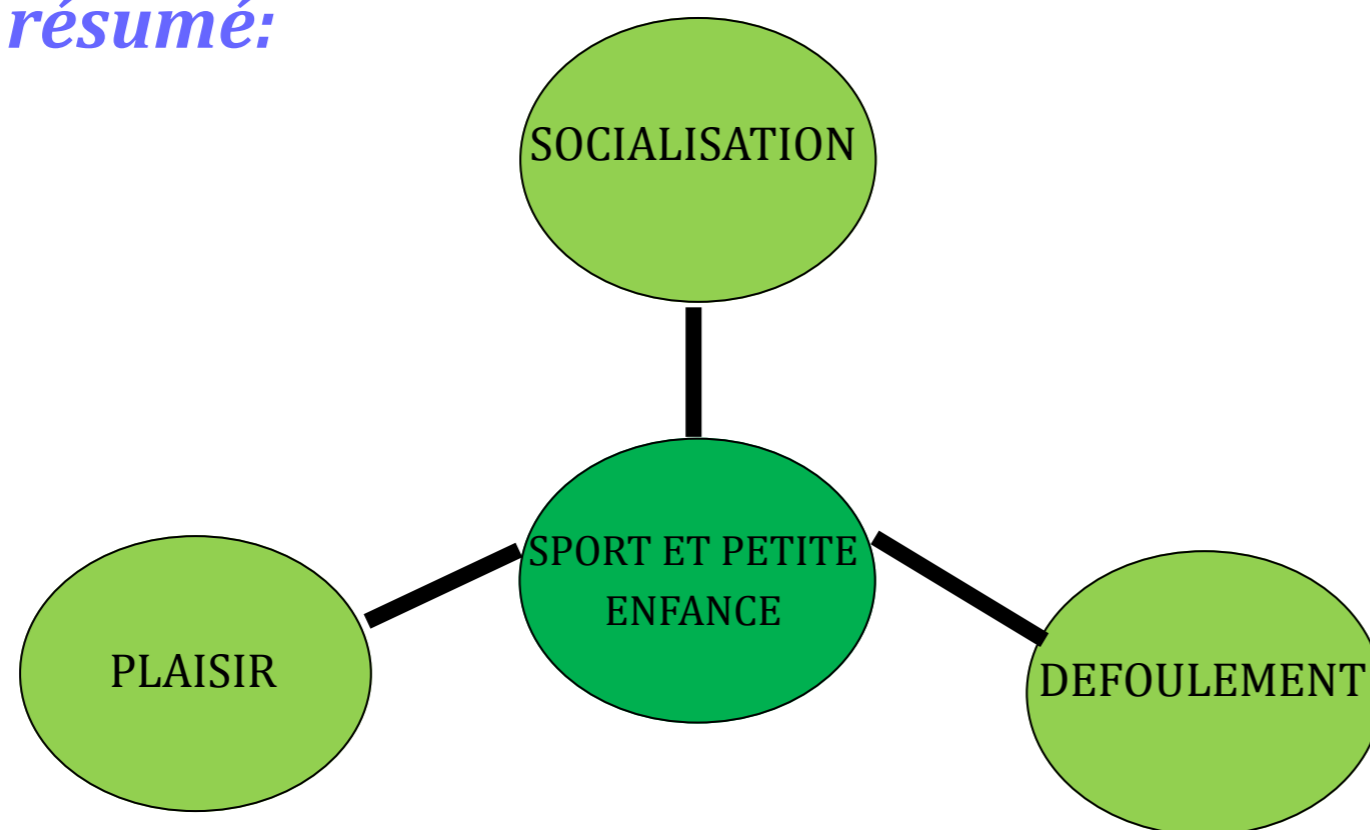 résumé:
SOCIALISATION
SPORT ET PETITE
ENFANCE
PLAISIR
DEFOULEMENT